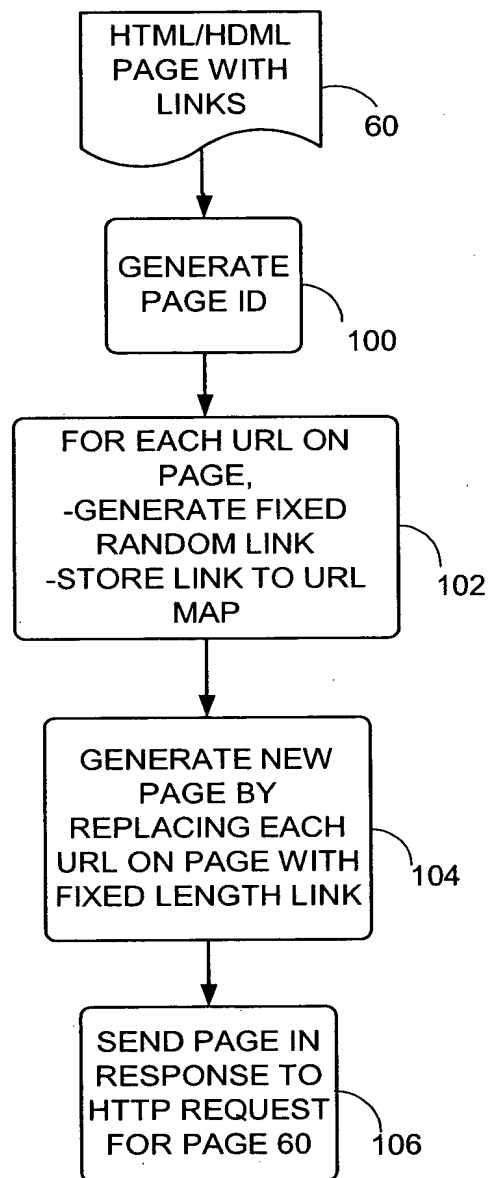 HTML/HDML
PAGE WITH
LINKS
60
GENERATE
PAGE ID
100
FOR EACH URL ON
PAGE,
-GENERATE FIXED
RANDOM LINK
-STORE LINK TO URL
MAP
102
GENERATE NEW
PAGE BY
REPLACING EACH
URL ON PAGE WITH
FIXED LENGTH LINK
104
SEND PAGE IN
RESPONSE TO
HTTP REQUEST
FOR PAGE 60
106